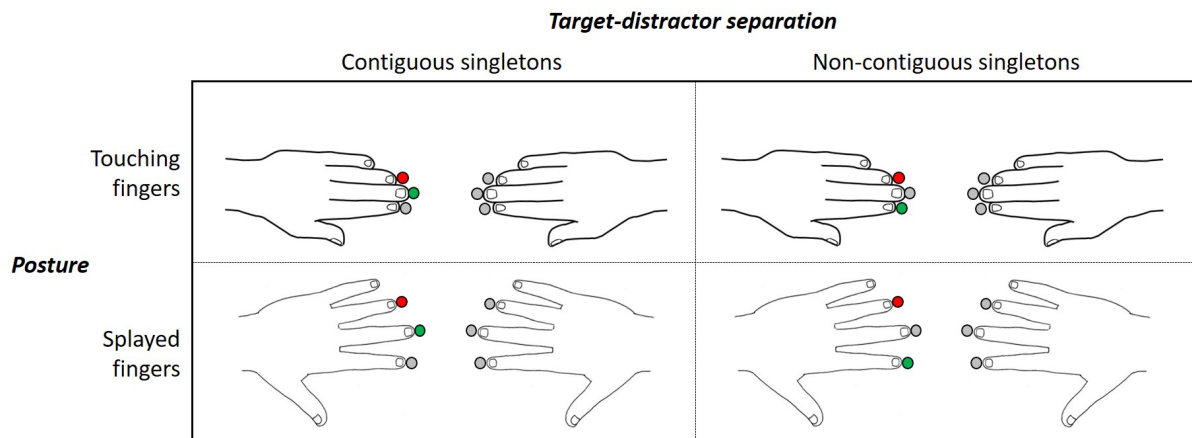 Target-distractor separation
Contiguous singletons
Non-contiguous singletons
Touching
fingers
Posture
Splayed
fingers